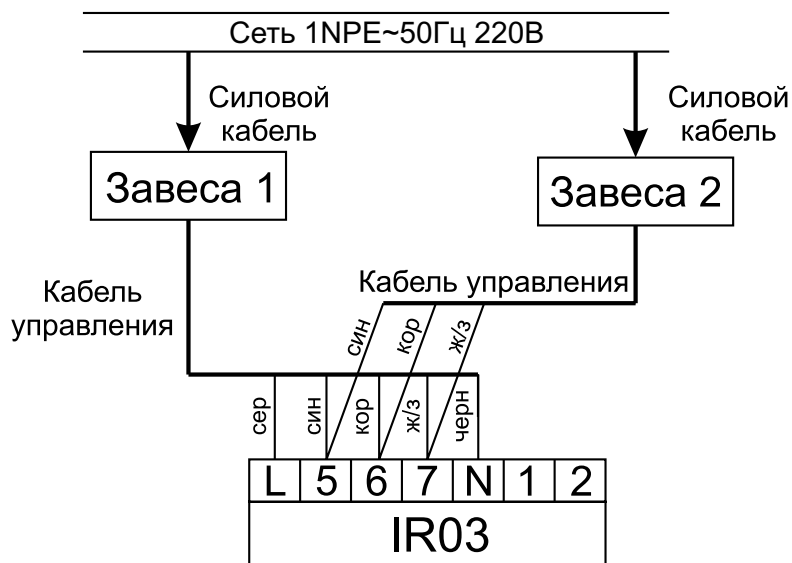 Сеть 1NPE~50Гц 220В
Силовой
кабель
Силовой
кабель
Завеса 1
Завеса 2
Кабель
управления
Кабель управления
син
кор
ж/з
сер
син
кор
ж/з
черн
L 5 6 7 N 1 2
IR03